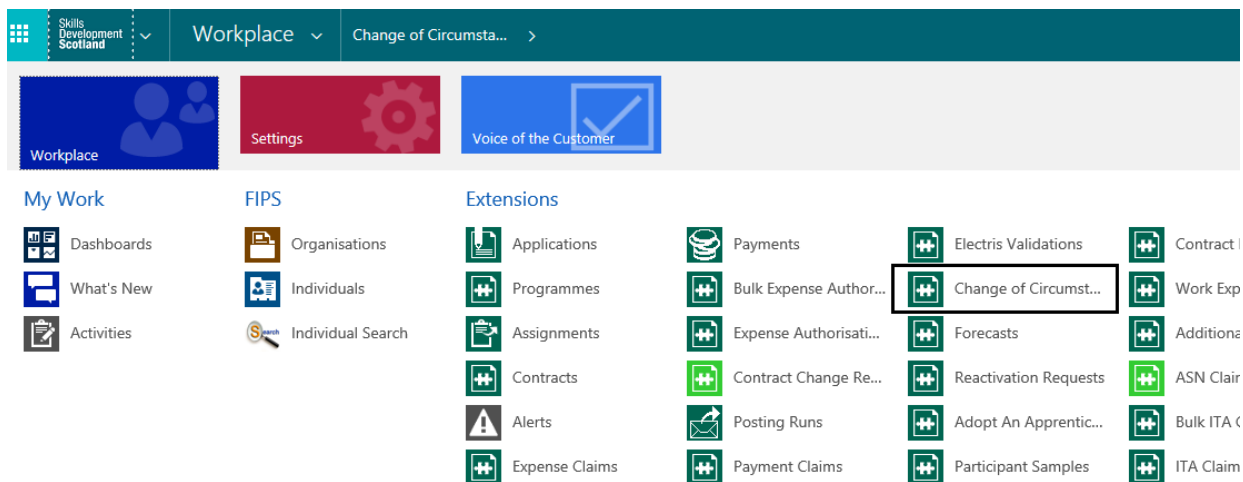 Skills
Development
Scotland
Workplace
Change of Circumsta...
Workplace
Settings
Voice of the Customer
My Work
FIPS
Extensions
Dashboards
Organisations
Applications
Payments
Electris Validations
Contract
What's New
Individuals
Programmes
Bulk Expense Author...
Change of Circumst...
Work Exp
Activities
Individual Search
Assignments
Expense Authorisati...
Forecasts
Additiona
Contracts
Contract Change Re...
Reactivation Requests
ASN Clai
Alerts
Posting Runs
Adopt An Apprentic...
Bulk ITA
Expense Claims
Payment Claims
Participant Samples
ITA Claim